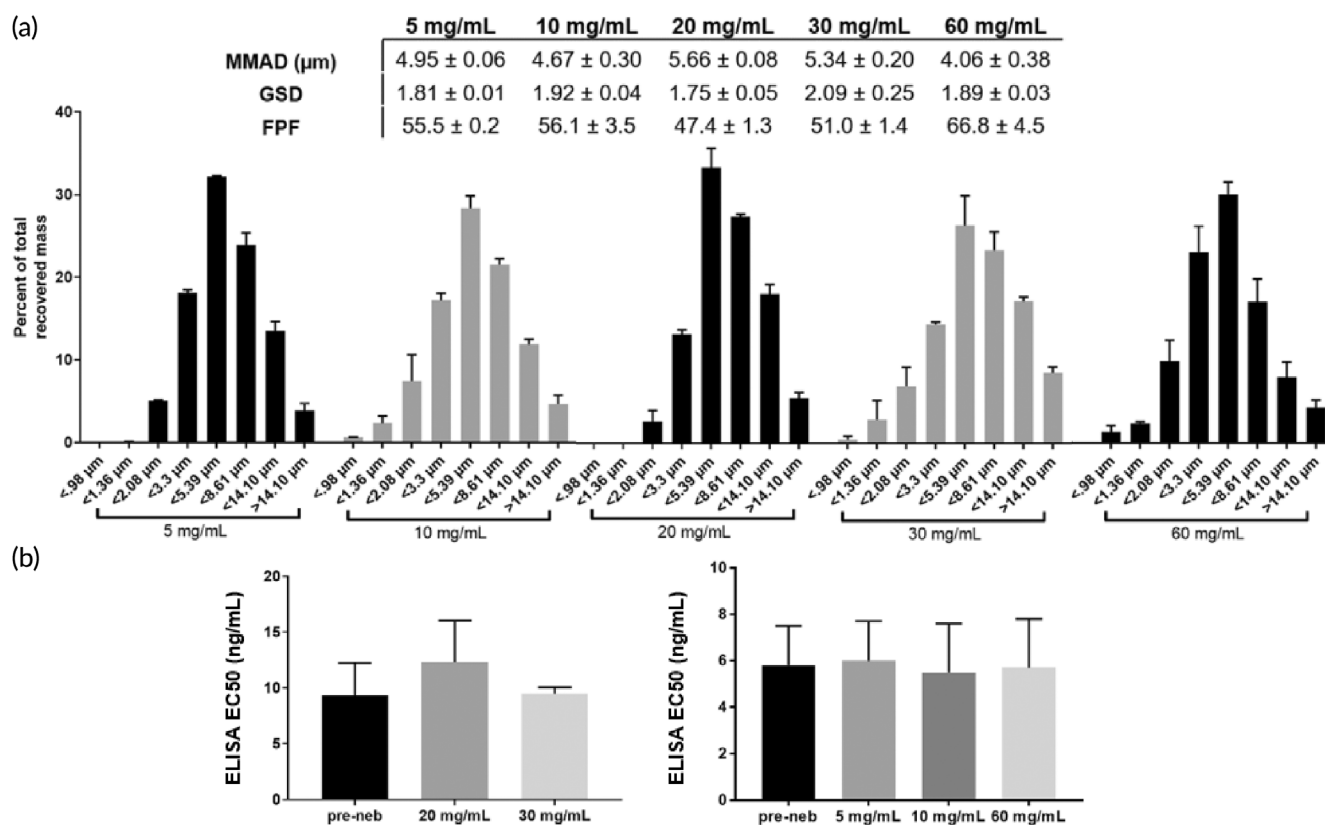 (a)
5 mg/mL 10 mg/mL 20 mg/mL 30 mg/mL 60 mg/mL
MMAD (µm) 4.95 ± 0.06 4.67 ± 0.30 5.66 ± 0.08 5.34 ± 0.20 4.06 ± 0.38
GSD 1.81 ± 0.01 1.92 ± 0.04 1.75 ± 0.05 2.09 ± 0.25 1.89 ± 0.03
FPF 55.5 ± 0.2 56.1 ± 3.5 47.4 ± 1.3 51.0 ± 1.4 66.8 ± 4.5
Percent of total
recovered mass
40
30
20
10
0
<.98 µm <1.36 µm <2.08 µm <3.3 µm <5.39 µm <8.61 µm <14.10 µm >14.10 µm
<.98 µm <1.36 µm <2.08 µm <3.3 µm <5.39 µm <8.61 µm <14.10 µm >14.10 µm
<.98 µm <1.36 µm <2.08 µm <3.3 µm <5.39 µm <8.61 µm <14.10 µm >14.10 µm
<.98 µm <1.36 µm <2.08 µm <3.3 µm <5.39 µm <8.61 µm <14.10 µm >14.10 µm
<.98 µm <1.36 µm <2.08 µm <3.3 µm <5.39 µm <8.61 µm <14.10 µm >14.10 µm
5 mg/mL 10 mg/mL 20 mg/mL 30 mg/mL 60 mg/mL
(b)
ELISA EC50 (ng/mL)
20
15
10
5
0
pre-neb 20 mg/mL 30 mg/mL
ELISA EC50 (ng/mL)
10
8
6
4
2
0
pre-neb 5 mg/mL 10 mg/mL 60 mg/mL